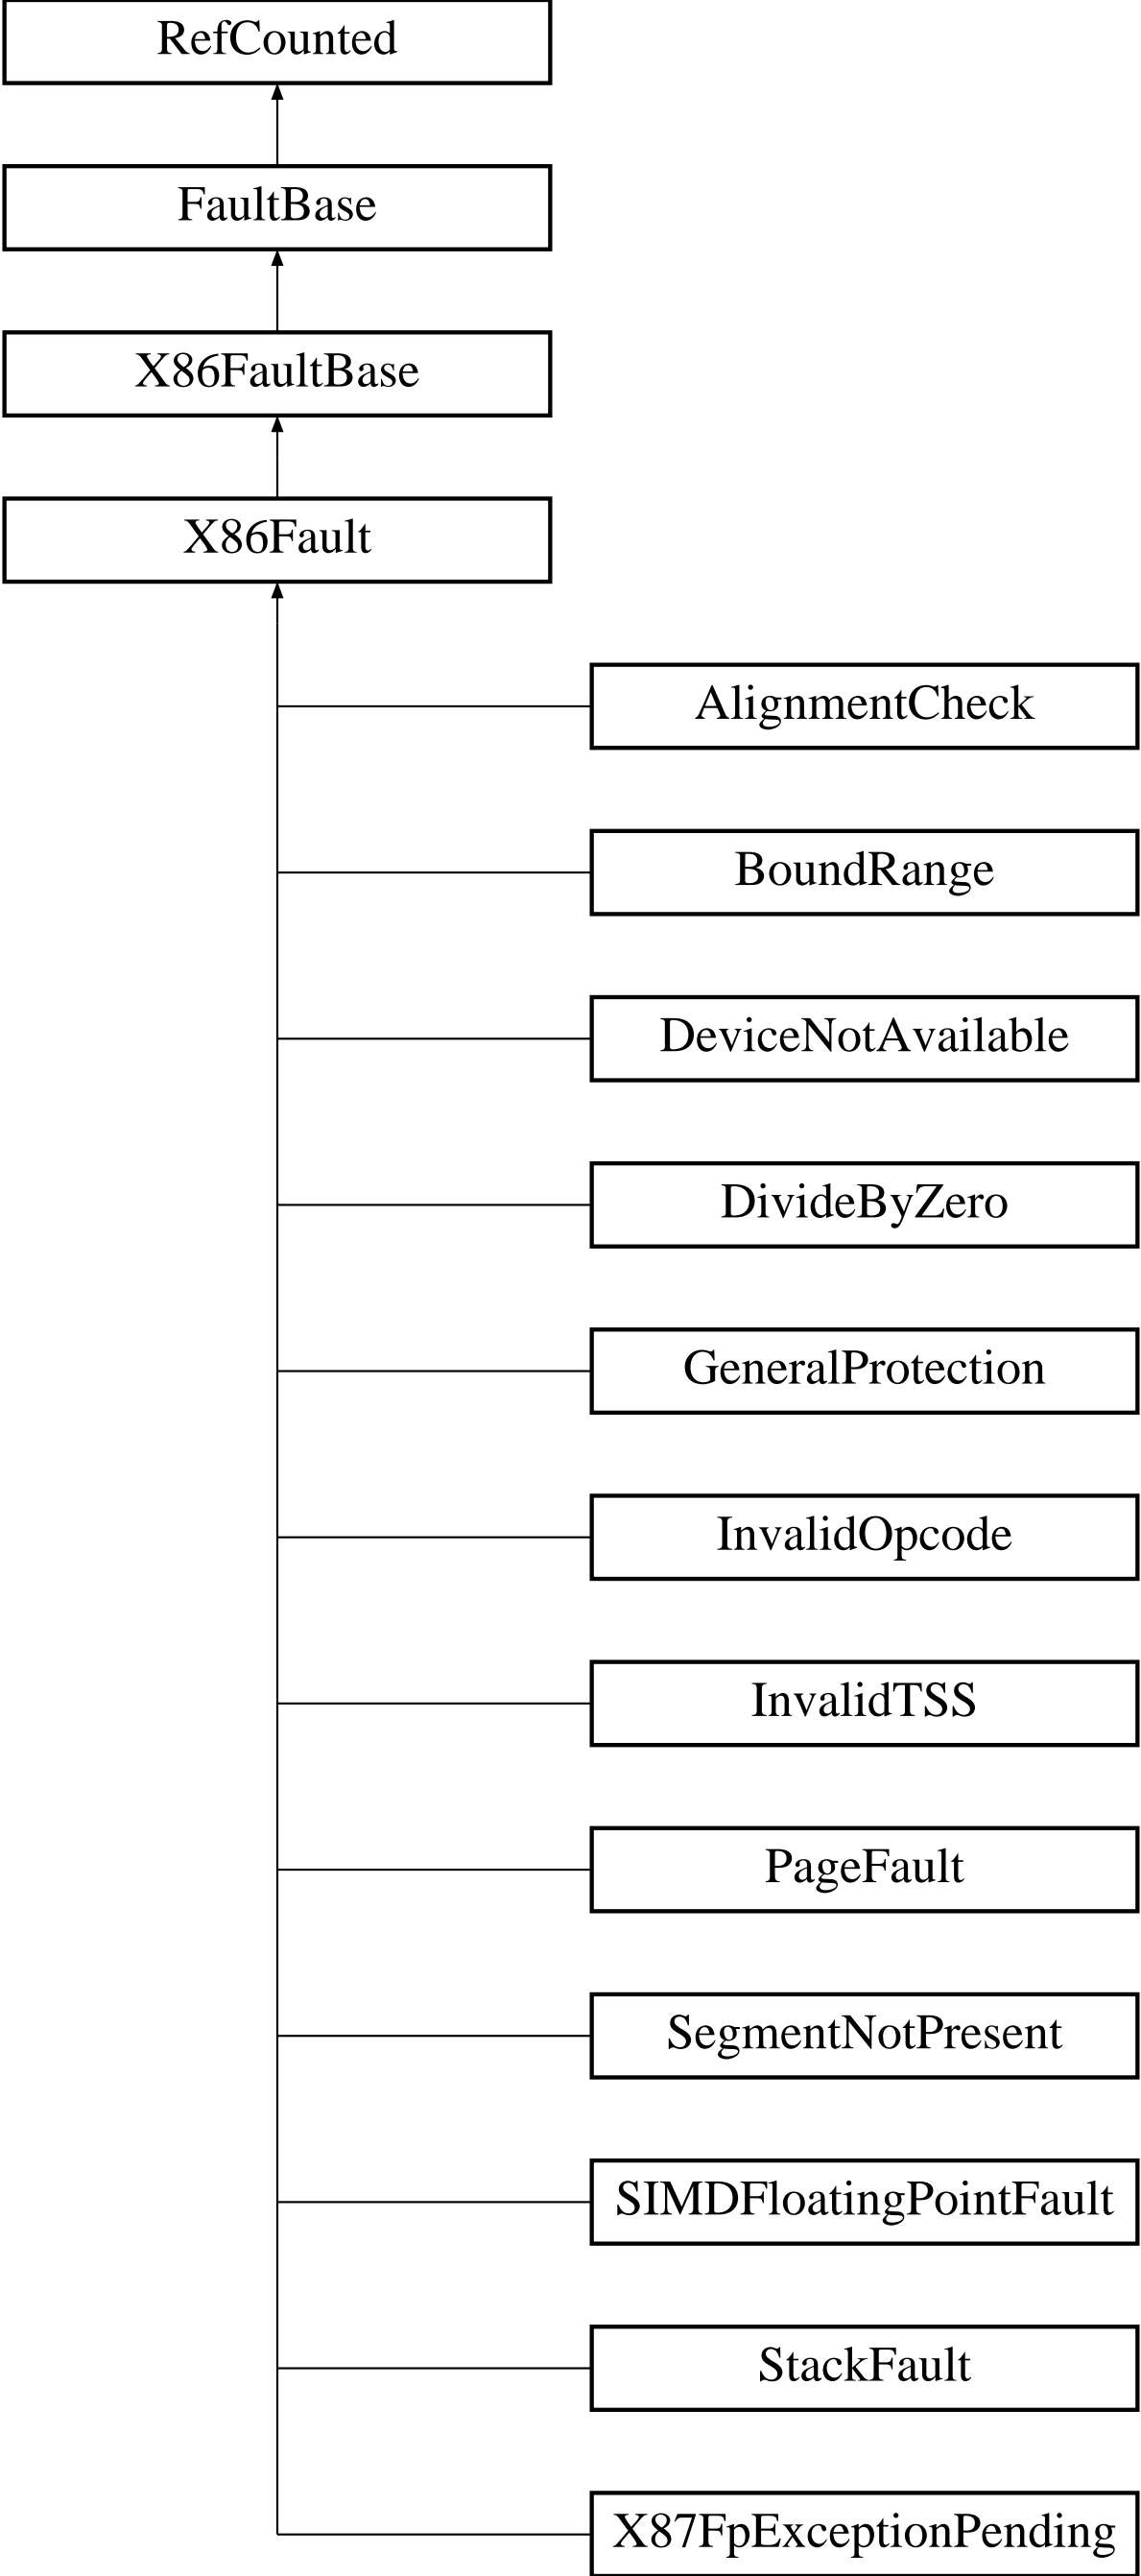 RefCounted
FaultBase
X86FaultBase
X86Fault
AlignmentCheck
BoundRange
DeviceNotAvailable
DivideByZero
GeneralProtection
InvalidOpcode
InvalidTSS
PageFault
SegmentNotPresent
SIMDFloatingPointFault
StackFault
X87FpExceptionPending